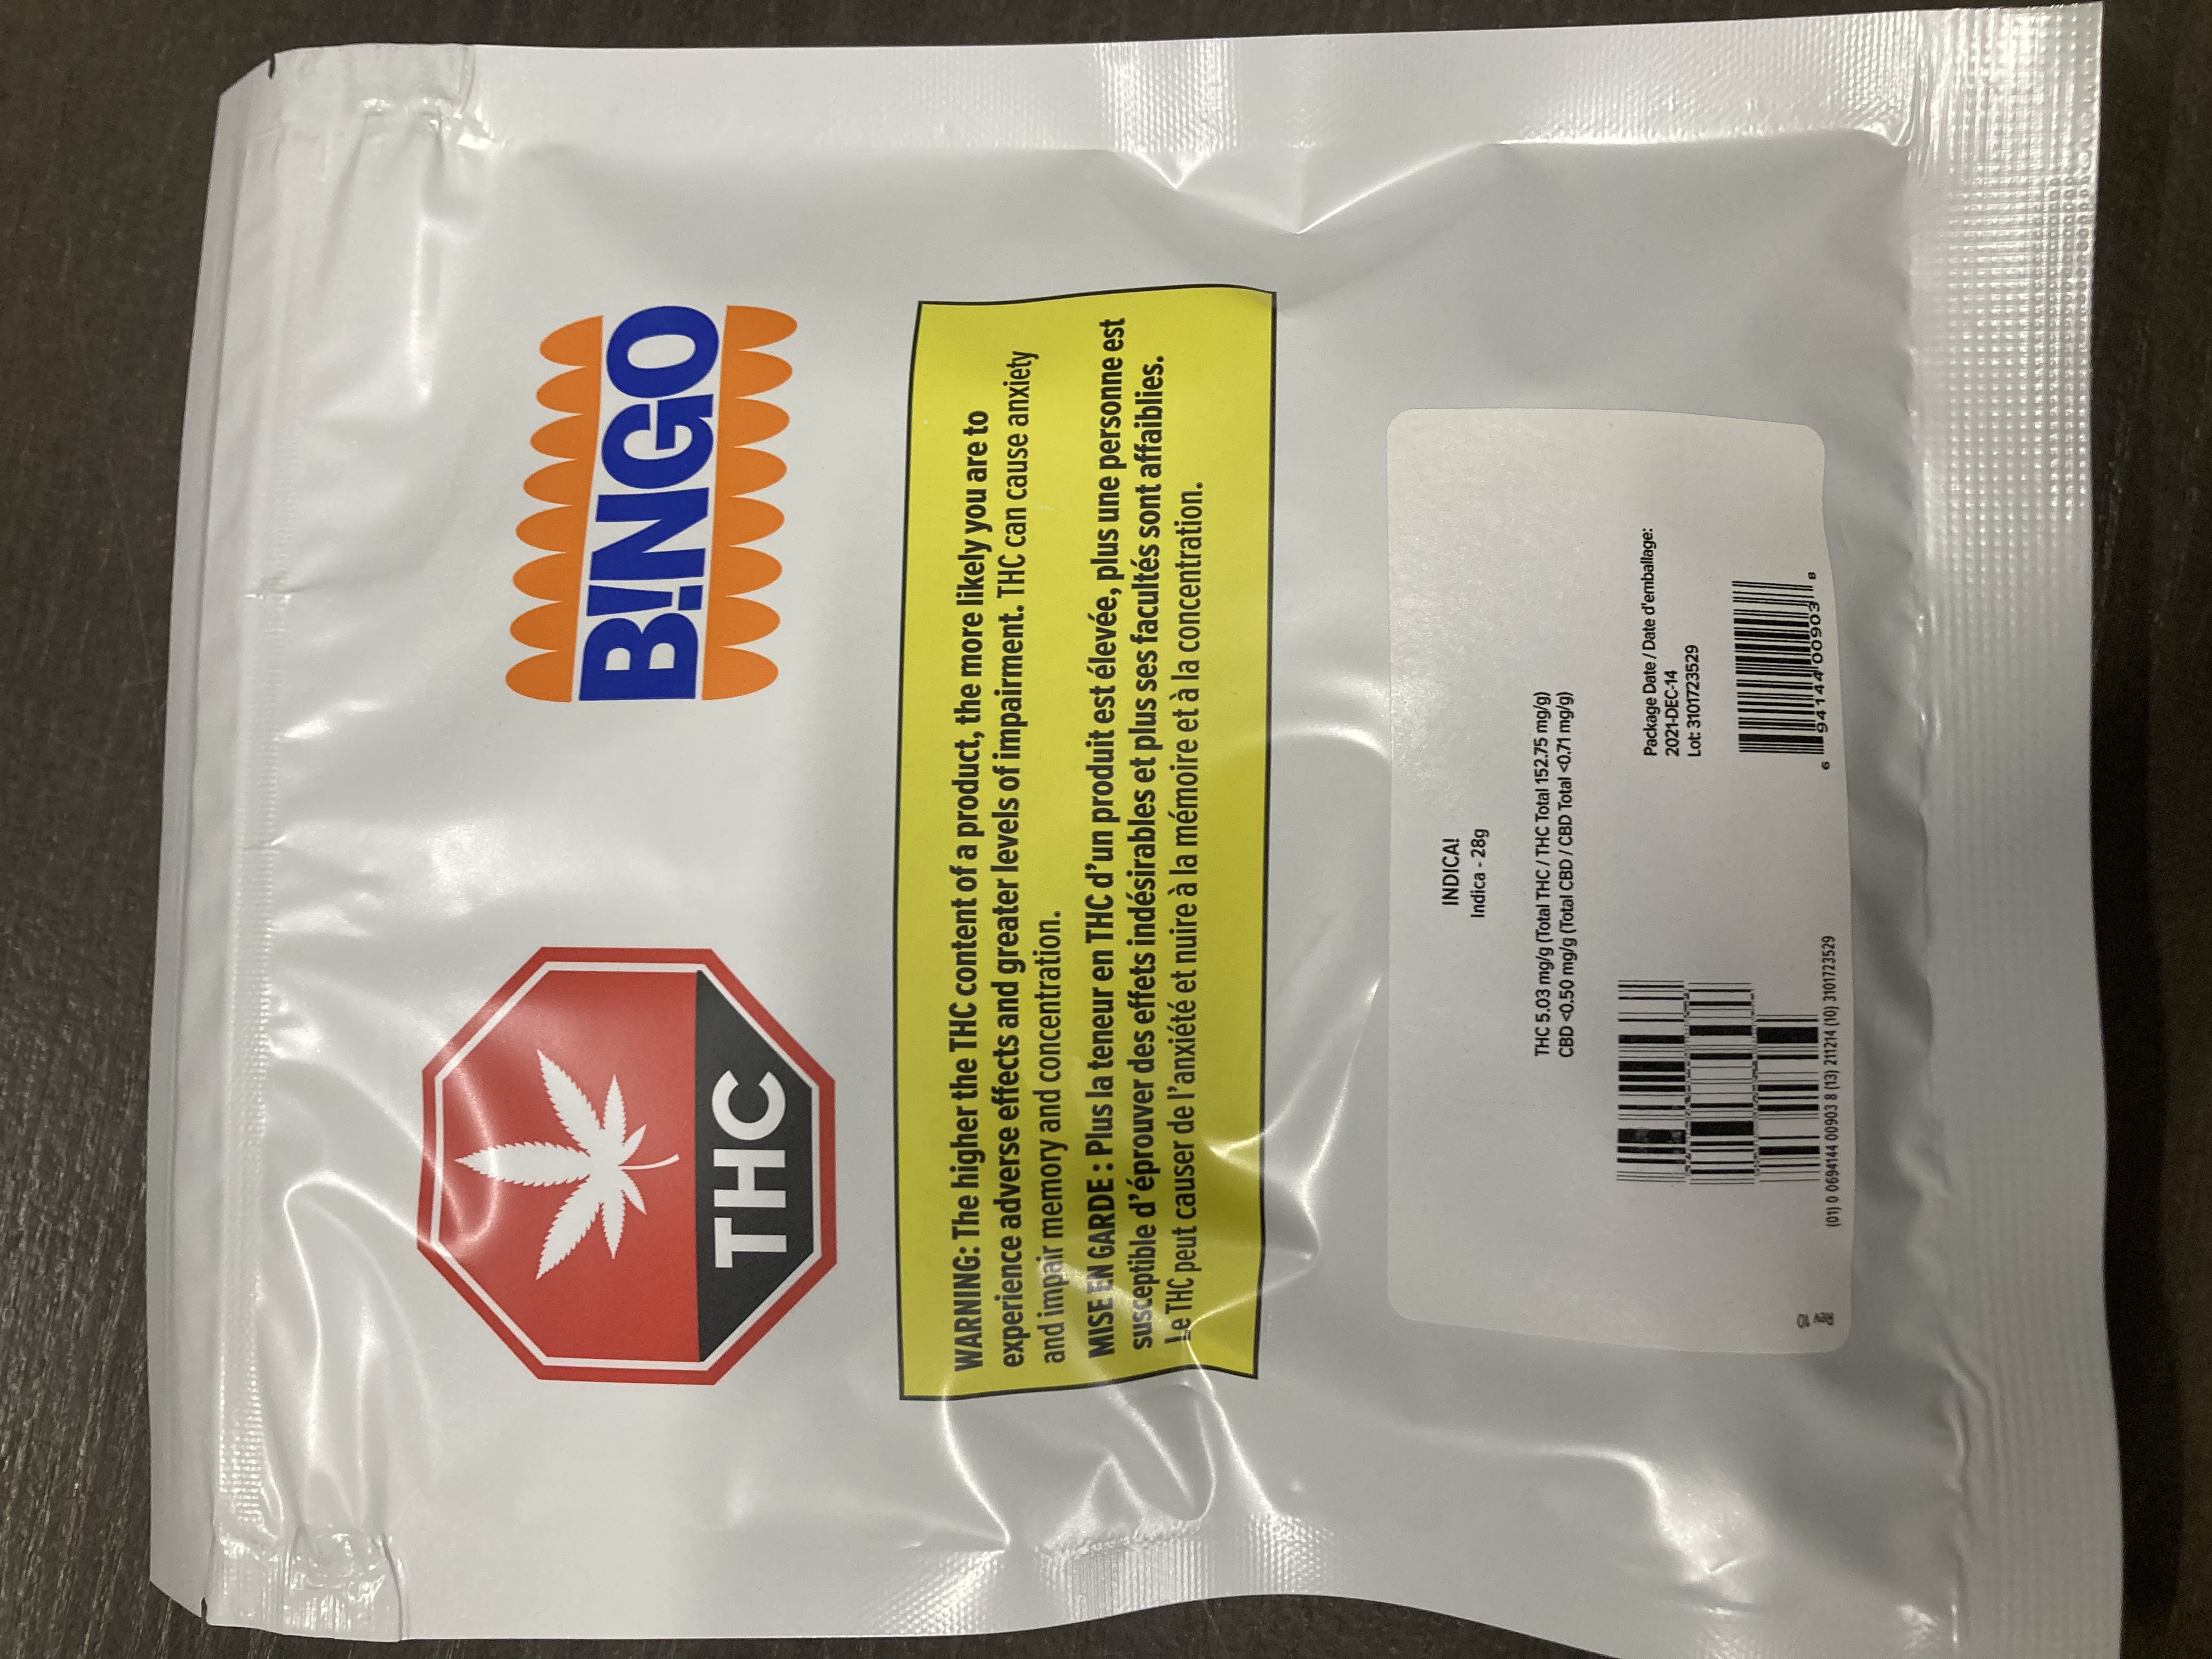 THC
B!NGO
WARNING: The higher the THC content of a product, the more likely you are to
experience adverse effects and greater levels of impairment. THC can cause anxiety
and impair memory and concentration.
MISE EN GARDE : Plus la teneur en THC d'un produit est élevée, plus une personne est
susceptible d'éprouver des effets indésirables et plus ses facultés sont affaiblies.
Le THC peut causer de l'anxiété et nuire à la mémoire et à la concentration.
INDICA!
Indica - 28g
THC 5.03 mg/g (Total THC / THC Total 152.75 mg/g)
CBD <0.50 mg/g (Total CBD / CBD Total <0.71 mg/g)
Package Date / Date d'emballage:
2021-DEC-14
Lot: 3101723529
Rev 10
(01) 0 0694144 00903 8 (13) 211214 (10) 3101723529
6 94144 00903 8